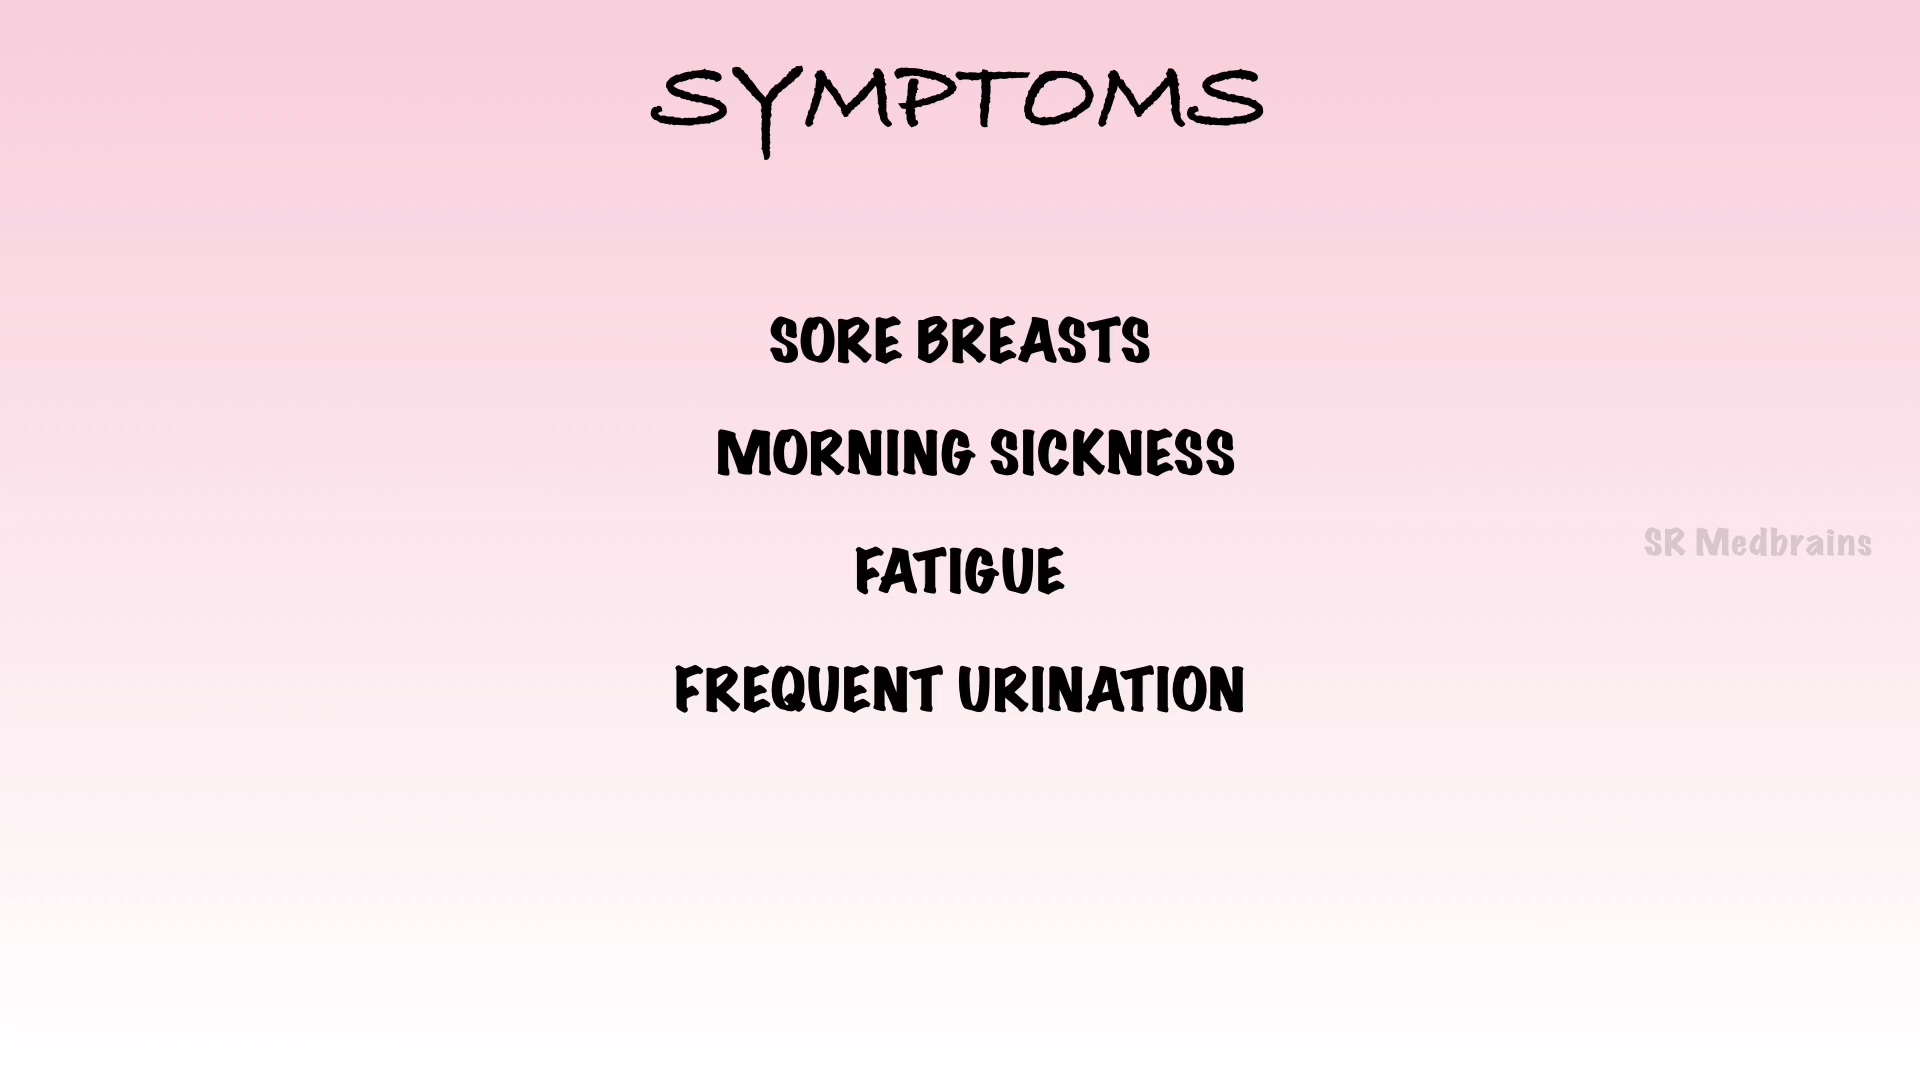 SYMPTOMS
SORE BREASTS
MORNING SICKNESS
FATIGUE
SR Medbrains
FREQUENT URINATION